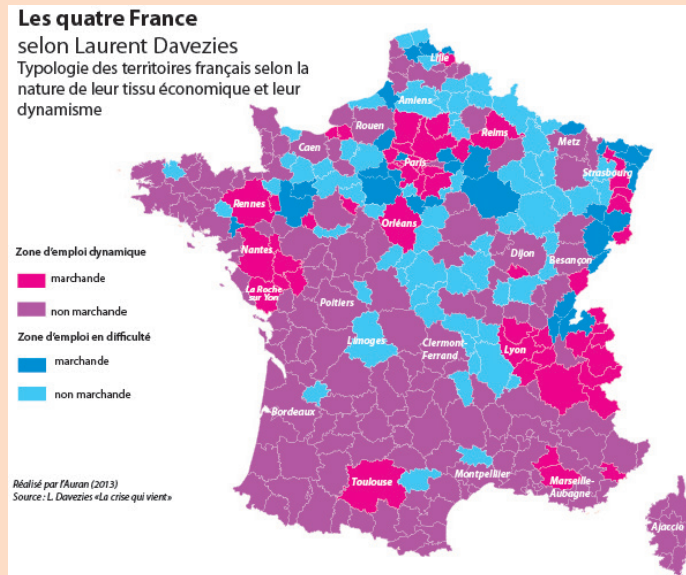 Les quatre France
selon Laurent Davezies
Typologie des territoires français selon la
nature de leur tissu économique et leur
dynamisme
Lille
Amiens
Rouen
Reims
Caen
Metz
Paris
Strasbourg
Rennes
Orléans
Zone d'emploi dynamique
Nantes
Dijon
Besançon
marchande
La Roche
sur Yon
non marchande
Poitiers
Zone d'emploi en difficulté
Limoges
Clermont-
Ferrand
Lyon
marchande
non marchande
Bordeaux
Réalisé par l'Auran (2013)
Source : L. Davezies «La crise qui vient»
Toulouse
Montpellier
Marseille-
Aubagne
Ajaccio